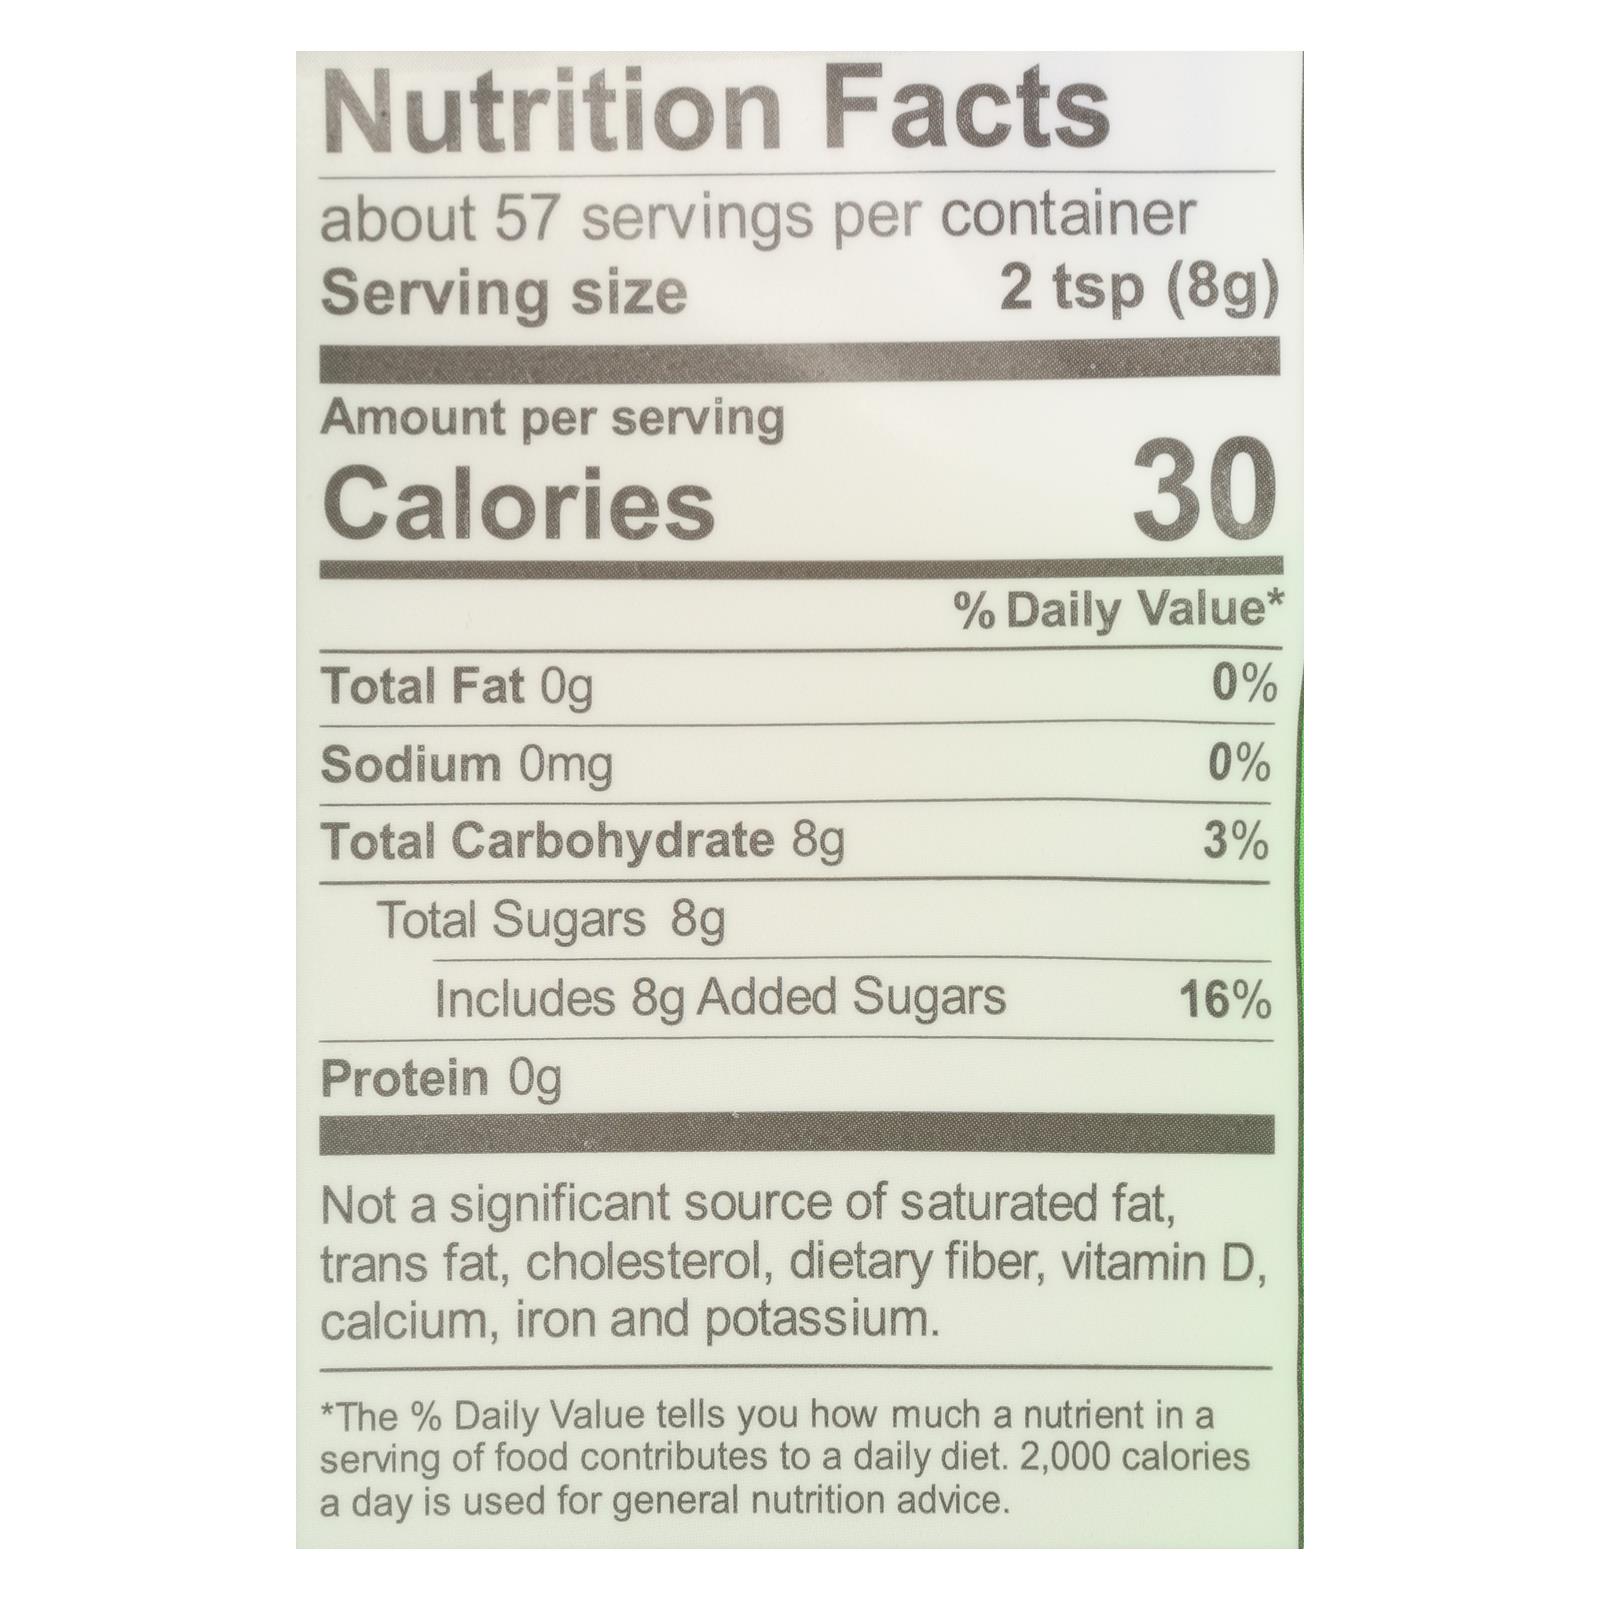 Nutrition Facts
about 57 servings per container
Serving size 2 tsp (8g)
Amount per serving
Calories 30
% Daily Value*
Total Fat 0g 0%
Sodium 0mg 0%
Total Carbohydrate 8g 3%
Total Sugars 8g
Includes 8g Added Sugars 16%
Protein 0g
Not a significant source of saturated fat,
trans fat, cholesterol, dietary fiber, vitamin D,
calcium, iron and potassium.
*The % Daily Value tells you how much a nutrient in a
serving of food contributes to a daily diet. 2,000 calories
a day is used for general nutrition advice.